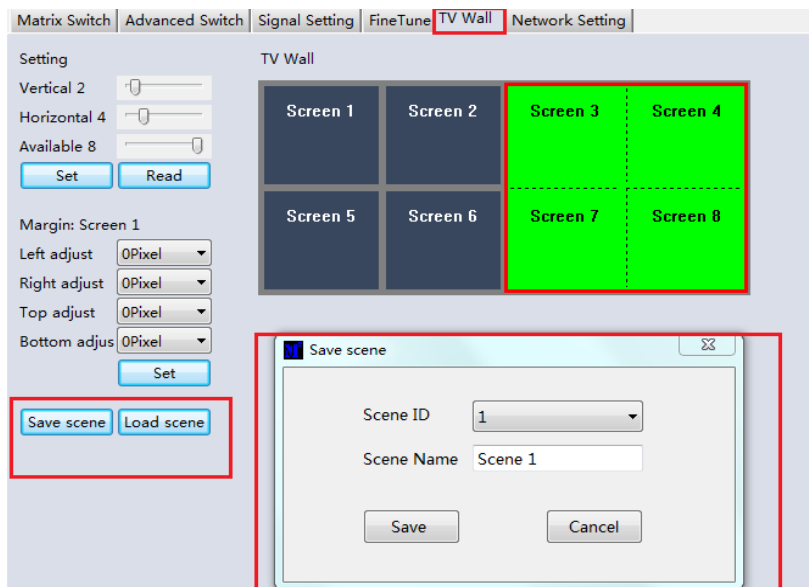 Matrix Switch Advanced Switch Signal Setting FineTune TV Wall Network Setting
Setting
Vertical 2
Horizontal 4
Available 8
Set Read
Margin: Screen 1
Left adjust 0Pixel
Right adjust 0Pixel
Top adjust 0Pixel
Bottom adjus 0Pixel
Set
Save scene Load scene
TV Wall
Screen 1 Screen 2 Screen 3 Screen 4
Screen 5 Screen 6 Screen 7 Screen 8
M Save scene
Scene ID 1
Scene Name Scene 1
Save Cancel